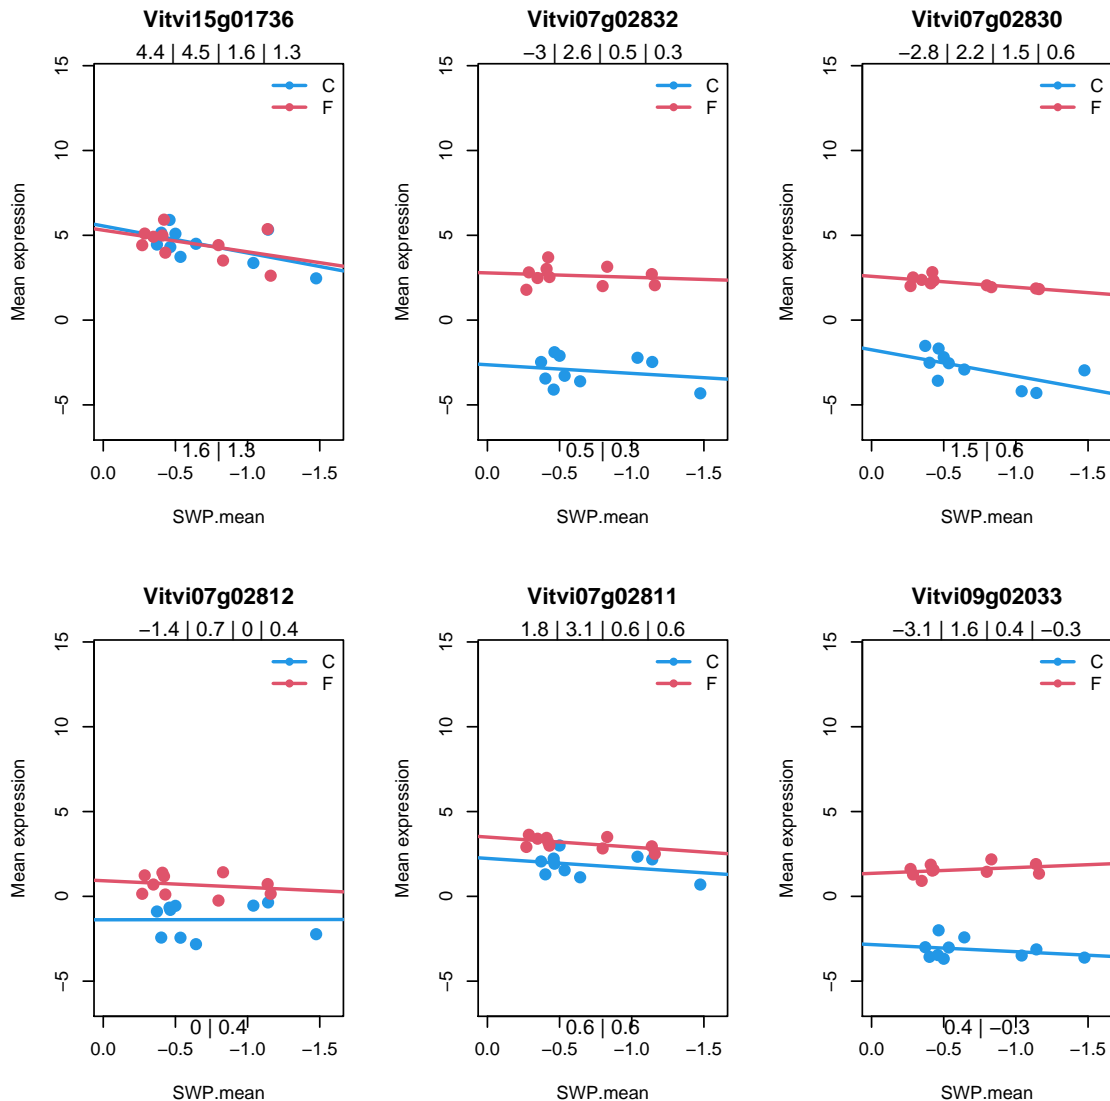 Vitvi15g01736
4.4 | 4.5 | 1.6 | 1.3
C
F
Mean expression
15
10
5
0
−5
1.6 | 1.3
0.0 −0.5 −1.0 −1.5
SWP.mean
Vitvi07g02832
−3 | 2.6 | 0.5 | 0.3
C
F
Mean expression
15
10
5
0
−5
0.5 | 0.3
0.0 −0.5 −1.0 −1.5
SWP.mean
Vitvi07g02830
−2.8 | 2.2 | 1.5 | 0.6
C
F
Mean expression
15
10
5
0
−5
1.5 | 0.6
0.0 −0.5 −1.0 −1.5
SWP.mean
Vitvi07g02812
−1.4 | 0.7 | 0 | 0.4
C
F
Mean expression
15
10
5
0
−5
0 | 0.4
0.0 −0.5 −1.0 −1.5
SWP.mean
Vitvi07g02811
1.8 | 3.1 | 0.6 | 0.6
C
F
Mean expression
15
10
5
0
−5
0.6 | 0.6
0.0 −0.5 −1.0 −1.5
SWP.mean
Vitvi09g02033
−3.1 | 1.6 | 0.4 | −0.3
C
F
Mean expression
15
10
5
0
−5
0.4 | −0.3
0.0 −0.5 −1.0 −1.5
SWP.mean